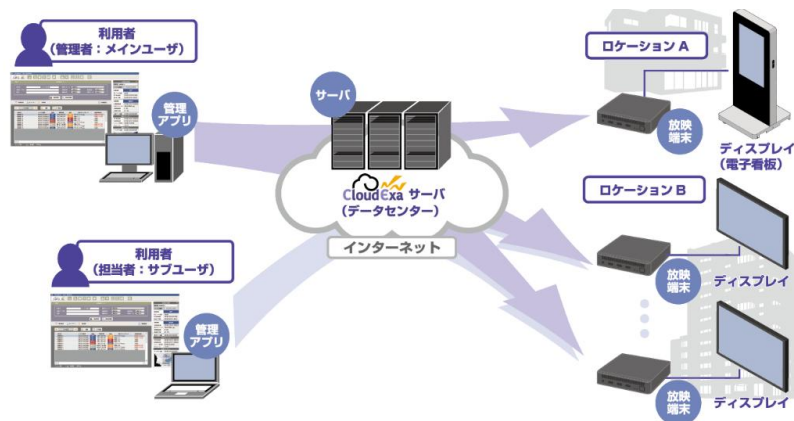 利用者
(管理者：メインユーザ)
管理
アプリ
利用者
(担当者：サブユーザ)
管理
アプリ
サーバ
CloudExa サーバ
(データセンター)
インターネット
ロケーション A
放映
端末
ディスプレイ
(電子看板)
ロケーション B
放映
端末
ディスプレイ
放映
端末
ディスプレイ